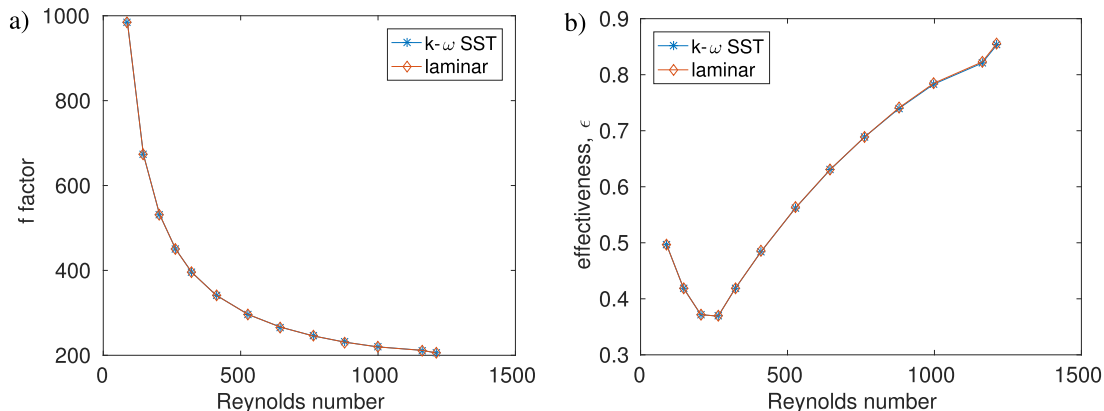 a)
1000
800
600
400
200
f factor
0
500
1000
1500
Reynolds number
k-ω SST
laminar
b)
0.9
0.8
0.7
0.6
0.5
0.4
0.3
effectiveness, ϵ
0
500
1000
1500
Reynolds number
k-ω SST
laminar